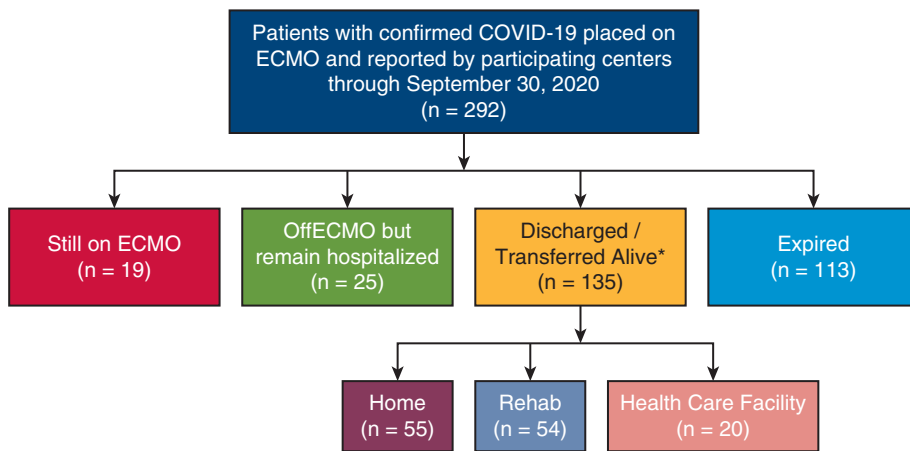 Patients with confirmed COVID-19 placed on
ECMO and reported by participating centers
through September 30, 2020
(n = 292)
Still on ECMO
(n = 19)
OffECMO but
remain hospitalized
(n = 25)
Discharged /
Transferred Alive*
(n = 135)
Expired
(n = 113)
Home
(n = 55)
Rehab
(n = 54)
Health Care Facility
(n = 20)